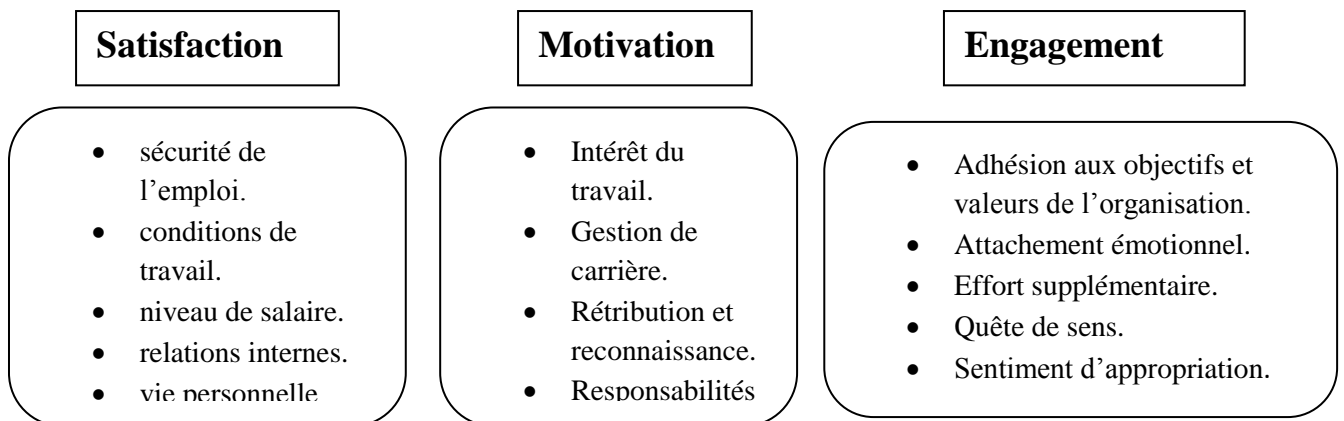 Satisfaction
Motivation
Engagement
• sécurité de
l’emploi.
• conditions de
travail.
• niveau de salaire.
• relations internes.
• vie personnelle
• Intérêt du
travail.
• Gestion de
carrière.
• Rétribution et
reconnaissance.
• Responsabilités
• Adhésion aux objectifs et
valeurs de l’organisation.
• Attachement émotionnel.
• Effort supplémentaire.
• Quête de sens.
• Sentiment d’appropriation.